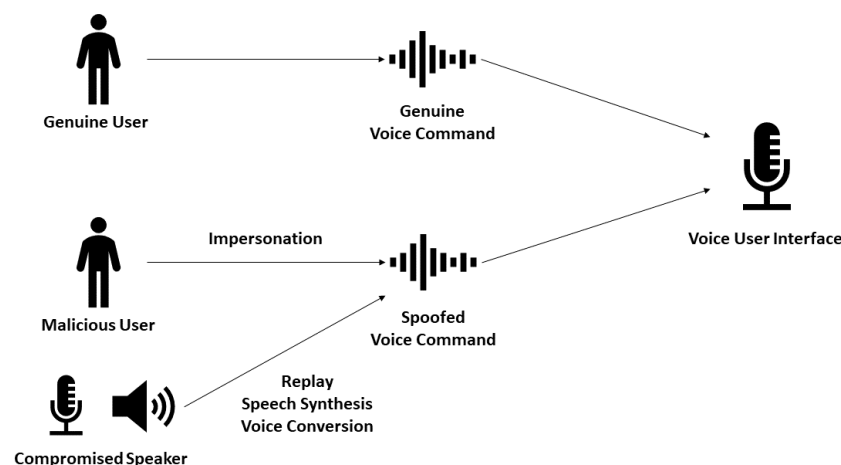 Genuine User
Genuine
Voice Command
Voice User Interface
Impersonation
Malicious User
Spoofed
Voice Command
Replay
Speech Synthesis
Voice Conversion
Compromised Speaker